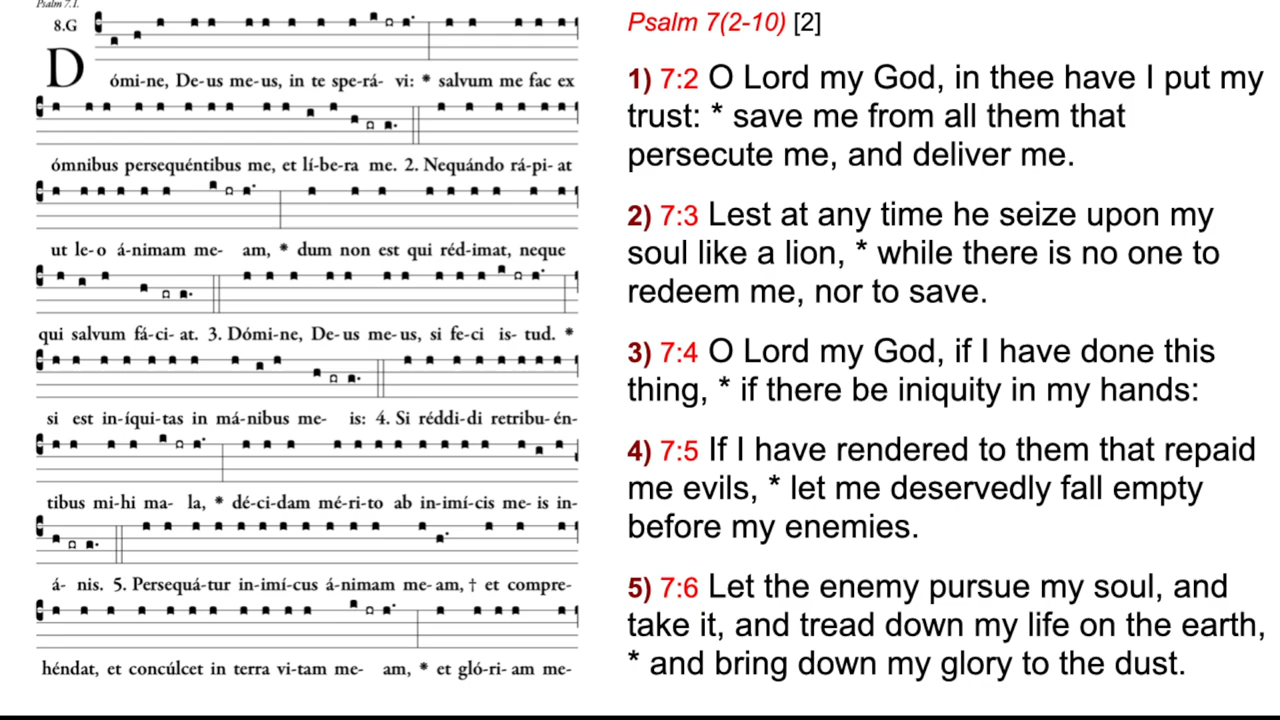 Psalm 7.1.
8.G
Dómi-ne, De-us me-us, in te spe-rá- vi: * salvum me fac ex
ómnibus persequéntibus me, et lí-be-ra me. 2. Nequándo rá-pi-at
ut le-o á-nimam me- am, * dum non est qui réd-imat, neque
qui salvum fá-ci- at. 3. Dómi-ne, De-us me-us, si fe-ci is- tud. *
si est in-íqui-tas in má-nibus me- is: 4. Si réddi-di retribu-én-
tibus mi-hi ma- la, * dé-ci-dam mé-ri-to ab in-imí-cis me-is in-
á- nis. 5. Persequá-tur in-imí-cus á-nimam me-am, † et compre-
héndat, et concúlcet in terra vi-tam me- am, * et gló-ri-am me-
Psalm 7(2-10) [2]
1) 7:2 O Lord my God, in thee have I put my
trust: * save me from all them that
persecute me, and deliver me.
2) 7:3 Lest at any time he seize upon my
soul like a lion, * while there is no one to
redeem me, nor to save.
3) 7:4 O Lord my God, if I have done this
thing, * if there be iniquity in my hands:
4) 7:5 If I have rendered to them that repaid
me evils, * let me deservedly fall empty
before my enemies.
5) 7:6 Let the enemy pursue my soul, and
take it, and tread down my life on the earth,
* and bring down my glory to the dust.